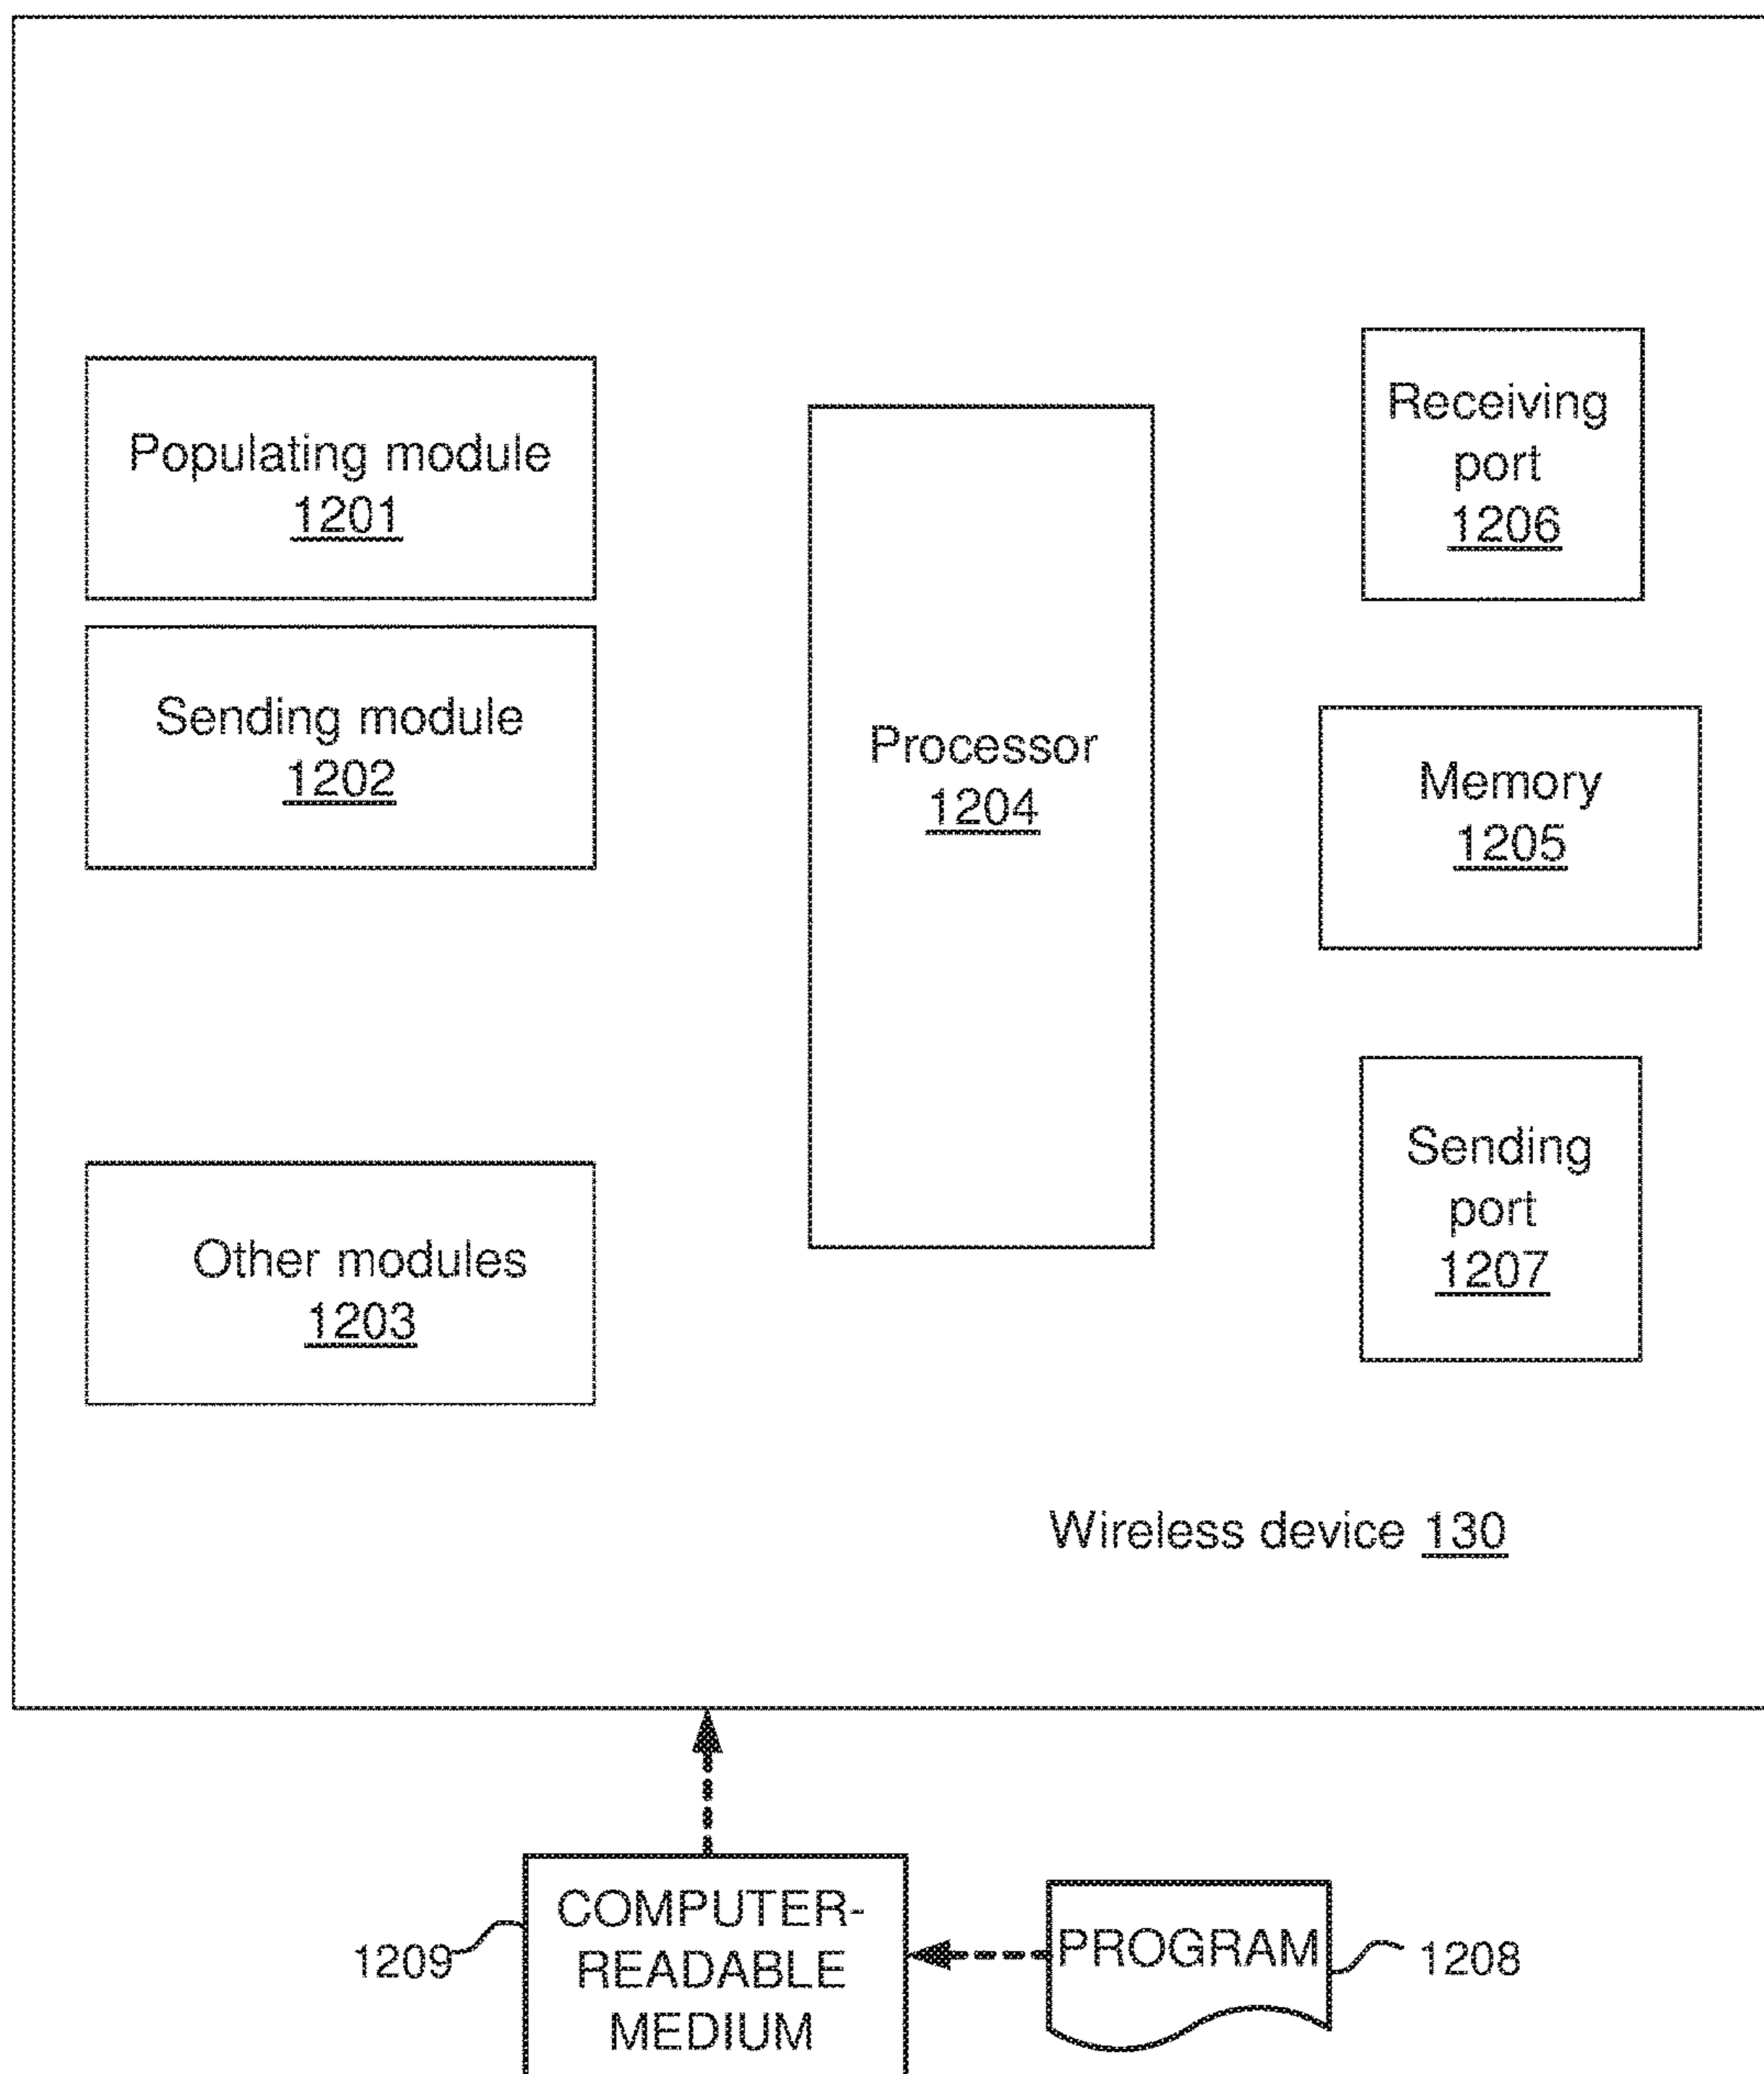 Populating module
1201
Sending module
1202
Other modules
1203
Processor
1204
Receiving
port
1206
Memory
1205
Sending
port
1207
Wireless device 130
1209
COMPUTER-
READABLE
MEDIUM
PROGRAM
1208